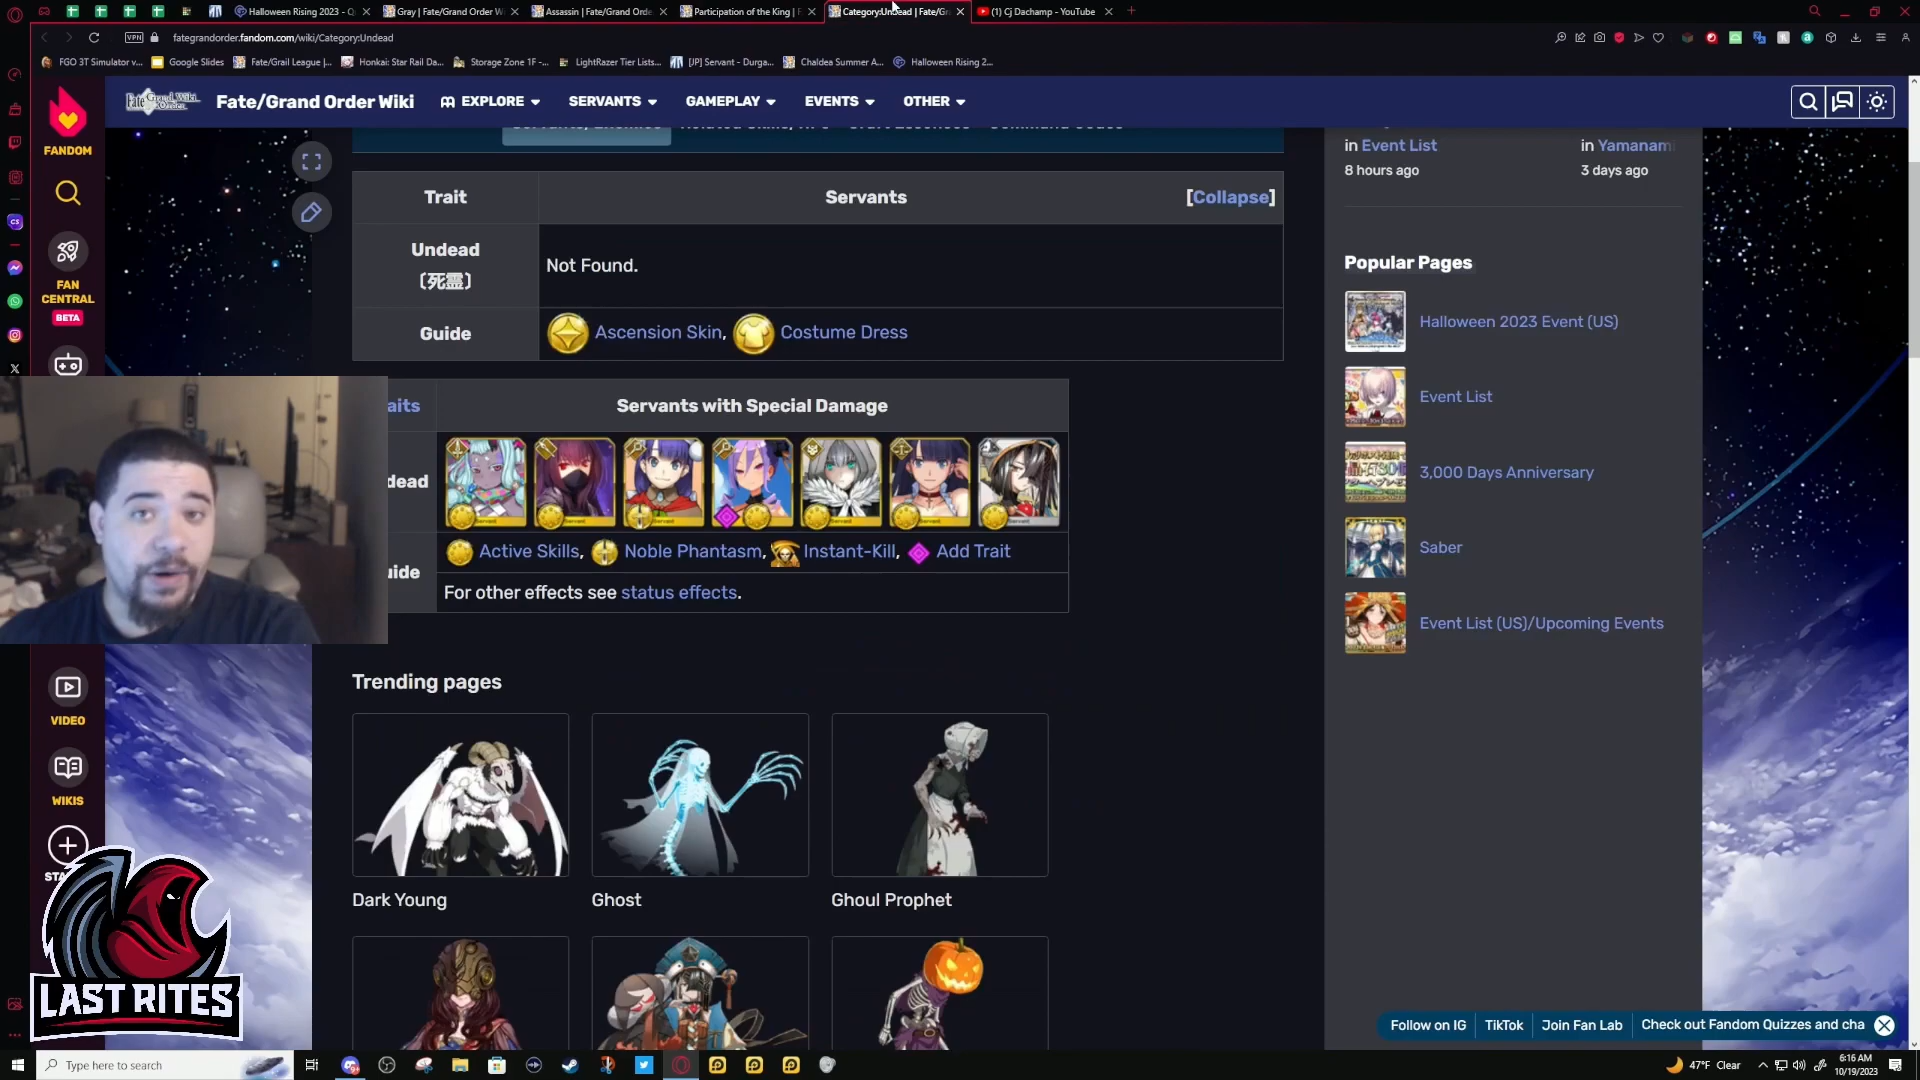 Halloween Rising 2023 - Q
Gray | Fate/Grand Order W
Assassin | Fate/Grand Orde
Participation of the King | F
Category:Undead | Fate/Gr
(1) Cj Dachamp - YouTube
VPN
fategrandorder.fandom.com/wiki/Category:Undead
FGO 3T Simulator v...
Google Slides
Fate/Grail League |...
Honkai: Star Rail Da...
Storage Zone 1F -...
LightRazer Tier Lists...
[JP] Servant - Durga...
Chaldea Summer A...
Halloween Rising 2...
Fate/Grand Order Wiki
EXPLORE
SERVANTS
GAMEPLAY
EVENTS
OTHER
FANDOM
FAN
CENTRAL
BETA
VIDEO
WIKIS
Trait
Servants
[Collapse]
Undead
〔死霊〕
Not Found.
Guide
Ascension Skin,
Costume Dress
aits
Servants with Special Damage
dead
uide
Active Skills,
Noble Phantasm,
Instant-Kill,
Add Trait
For other effects see status effects.
Trending pages
Dark Young
Ghost
Ghoul Prophet
in Event List
8 hours ago
in Yamanami
3 days ago
Popular Pages
Halloween 2023 Event (US)
Event List
3,000 Days Anniversary
Saber
Event List (US)/Upcoming Events
LAST RITES
Follow on IG
TikTok
Join Fan Lab
Check out Fandom Quizzes and cha
Type here to search
47°F Clear
6:16 AM
10/19/2023